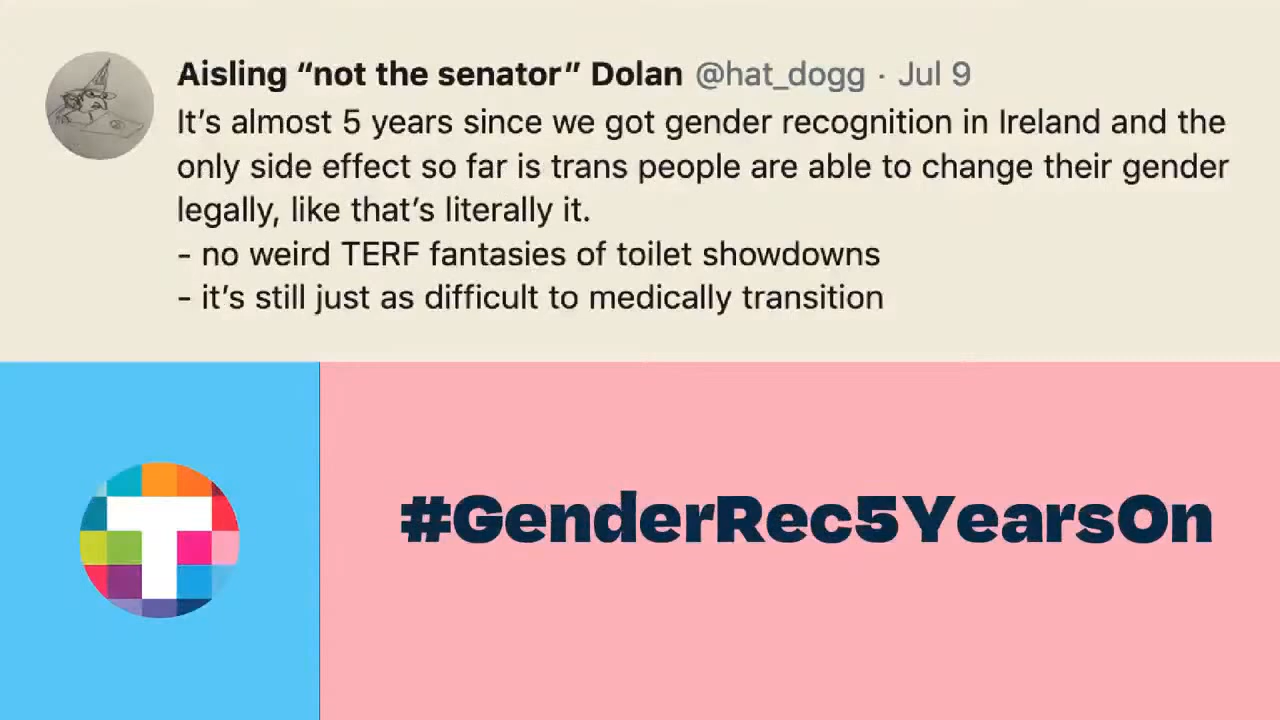 Aisling “not the senator” Dolan @hat_dogg · Jul 9
It’s almost 5 years since we got gender recognition in Ireland and the
only side effect so far is trans people are able to change their gender
legally, like that’s literally it.
- no weird TERF fantasies of toilet showdowns
- it’s still just as difficult to medically transition
T
#GenderRec5YearsOn